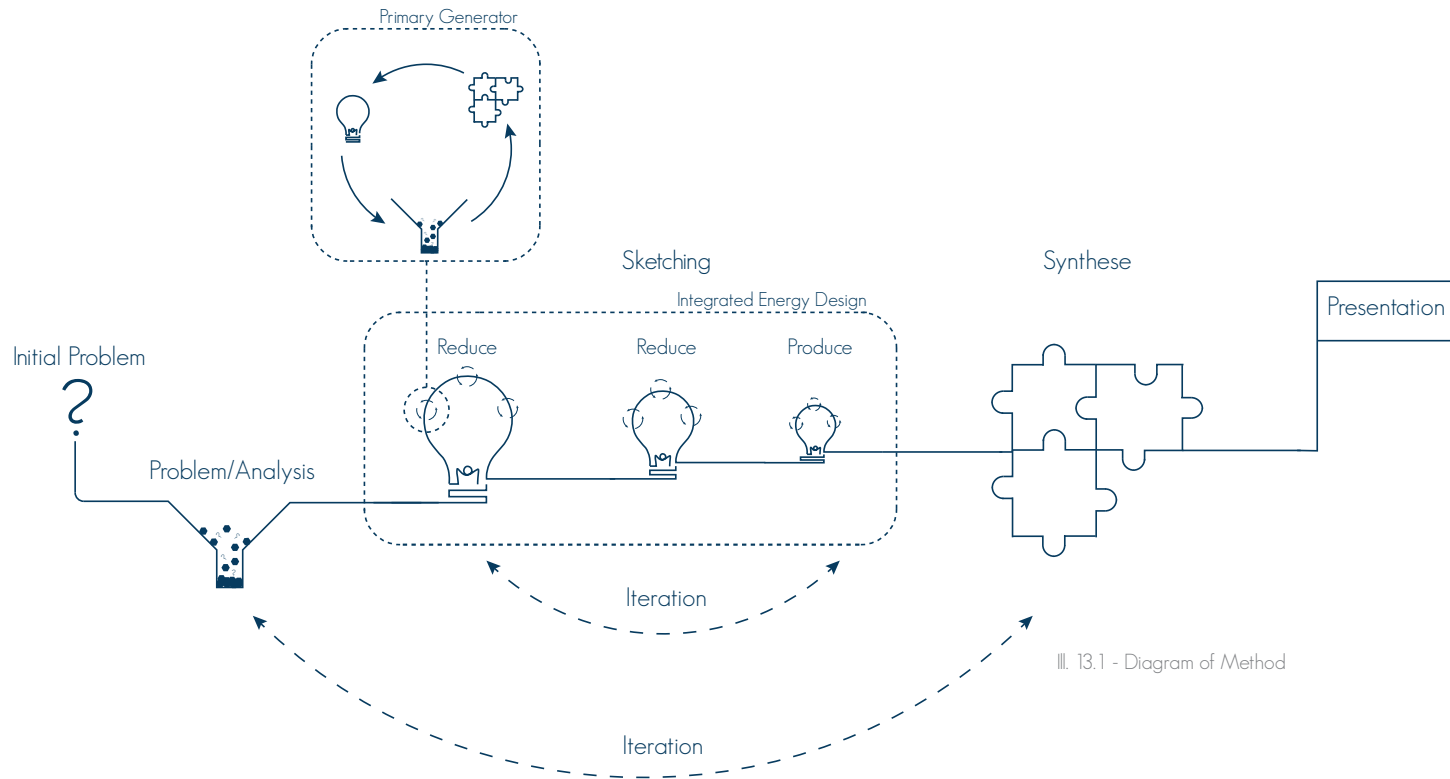 Primary Generator
Sketching
Synthese
Integrated Energy Design
Presentation
Reduce
Reduce
Produce
Initial Problem
?
Problem/Analysis
Iteration
Ill. 13.1 - Diagram of Method
Iteration